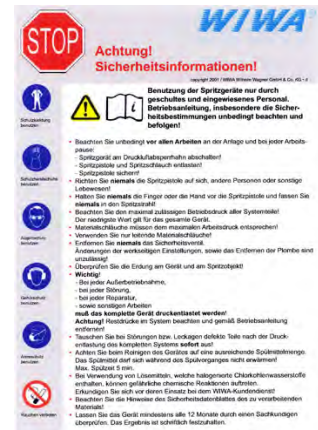 STOP
WIWA
Achtung!
Sicherheitsinformationen!
copyright 2001 / WIWA Wilhelm Wagner GmbH & Co. KG
Benutzung der Spritzgeräte nur durch
geschultes und eingewiesenes Personal.
Betriebsanleitung, insbesondere die Sicher-
heitsbestimmungen unbedingt beachten und
befolgen!
Schutzkleidung
benutzen
• Beachten Sie unbedingt vor allen Arbeiten an der Anlage und bei jeder Arbeits-
pause:
- Spritzgerät am Druckluftabsperrhahn abschalten!
- Spritzpistole und Spritzschlauch entlasten!
- Spritzpistole sichern!
Schutzhandschuhe
benutzen
• Richten Sie niemals die Spritzpistole auf sich, andere Personen oder sonstige
Lebewesen!
• Halten Sie niemals die Finger oder die Hand vor die Spritzpistole und fassen Sie
niemals in den Spritzstrahl!
• Beachten Sie den maximal zulässigen Betriebsdruck aller Systemteile!
Der niedrigste Wert gilt für das gesamte Gerät.
• Materialschläuche müssen dem maximalen Arbeitsdruck entsprechen!
Augenschutz
benutzen
• Verwenden Sie nur leitende Materialschläuche!
• Entfernen Sie niemals das Sicherheitsventil.
Änderungen der werkseitigen Einstellungen, sowie das Entfernen der Plombe sind
unzulässig!
• Überprüfen Sie die Erdung am Gerät und am Spritzobjekt!
• Wichtig!
- Bei jeder Außerbetriebnahme,
- bei jeder Störung,
Gehörschutz
benutzen
- bei jeder Reparatur,
- sowie sonstigen Arbeiten
muß das komplette Gerät druckentlastet werden!
Achtung! Restdrücke im System beachten und gemäß Betriebsanleitung
entfernen!
• Tauschen Sie bei Störungen bzw. Leckagen defekte Teile nach der Druck-
entlastung des kompletten Systems sofort aus!
Atemschutz
benutzen
• Achten Sie beim Reinigen des Gerätes auf eine ausreichende Spülmittelmenge.
Das Spülmittel darf sich während des Spülvorganges nicht erwärmen!
Max. Spülzeit 5 min.
• Bei Verwendung von Lösemitteln, welche halogenierte Chlorkohlenwasserstoffe
enthalten, können gefährliche chemische Reaktionen auftreten.
Erkundigen Sie sich vor deren Einsatz bei dem WIWA-Kundendienst!
• Beachten Sie die Hinweise des Sicherheitsdatenblattes des zu verarbeitenden
Materials!
Rauchen verboten
• Lassen Sie das Gerät mindestens alle 12 Monate durch einen Sachkundigen
überprüfen. Das Ergebnis ist schriftlich festzuhalten.